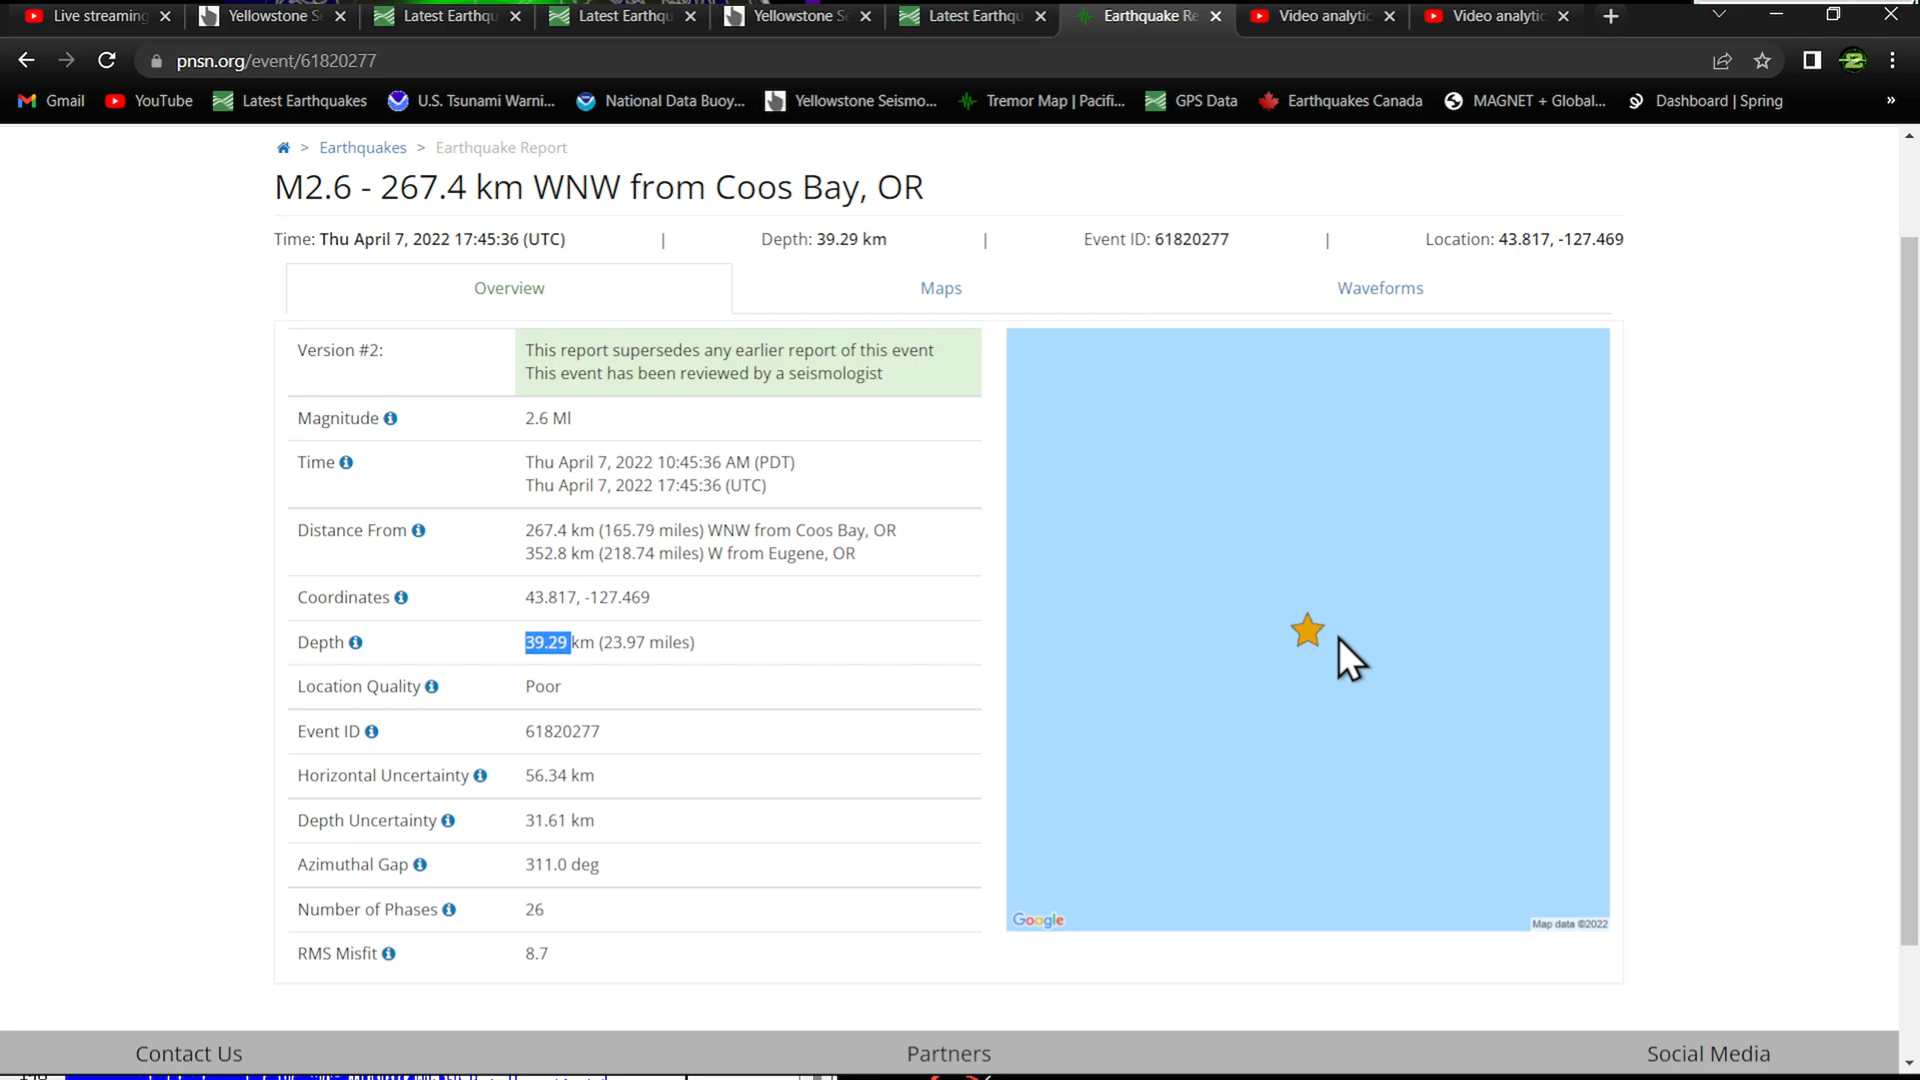 Live streaming
Yellowstone Se
Latest Earthqu
Latest Earthqu
Yellowstone Se
Latest Earthqu
Earthquake Re
Video analytic
Video analytic
pnsn.org/event/61820277
Gmail
YouTube
Latest Earthquakes
U.S. Tsunami Warni...
National Data Buoy...
Yellowstone Seismo...
Tremor Map | Pacifi...
GPS Data
Earthquakes Canada
MAGNET + Global...
Dashboard | Spring
»
> Earthquakes > Earthquake Report
M2.6 - 267.4 km WNW from Coos Bay, OR
Time: Thu April 7, 2022 17:45:36 (UTC) | Depth: 39.29 km | Event ID: 61820277 | Location: 43.817, -127.469
Overview
Maps
Waveforms
Version #2:
This report supersedes any earlier report of this event
This event has been reviewed by a seismologist
Magnitude
2.6 Ml
Time
Thu April 7, 2022 10:45:36 AM (PDT)
Thu April 7, 2022 17:45:36 (UTC)
Distance From
267.4 km (165.79 miles) WNW from Coos Bay, OR
352.8 km (218.74 miles) W from Eugene, OR
Coordinates
43.817, -127.469
Depth
39.29 km (23.97 miles)
Location Quality
Poor
Event ID
61820277
Horizontal Uncertainty
56.34 km
Depth Uncertainty
31.61 km
Azimuthal Gap
311.0 deg
Number of Phases
26
RMS Misfit
8.7
Google
Map data ©2022
Contact Us
Partners
Social Media